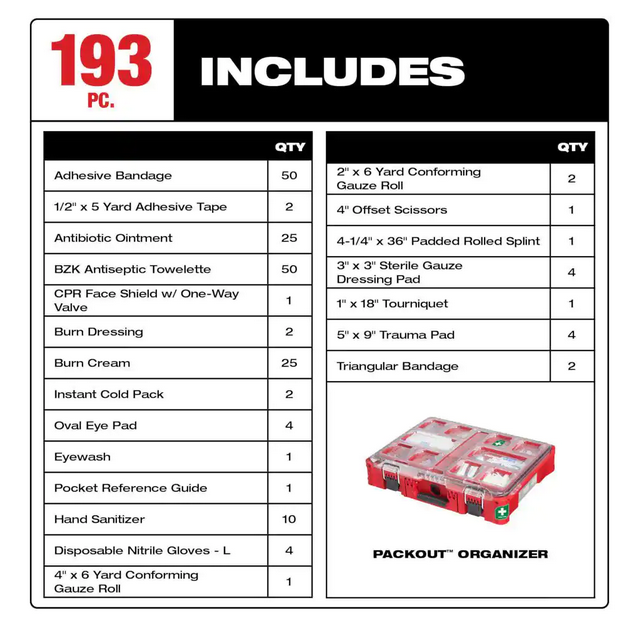 193
PC.
INCLUDES
QTY
Adhesive Bandage 50
1/2" x 5 Yard Adhesive Tape 2
Antibiotic Ointment 25
BZK Antiseptic Towelette 50
CPR Face Shield w/ One-Way
Valve 1
Burn Dressing 2
Burn Cream 25
Instant Cold Pack 2
Oval Eye Pad 4
Eyewash 1
Pocket Reference Guide 1
Hand Sanitizer 10
Disposable Nitrile Gloves - L 4
4" x 6 Yard Conforming
Gauze Roll 1
QTY
2" x 6 Yard Conforming
Gauze Roll 2
4" Offset Scissors 1
4-1/4" x 36" Padded Rolled Splint 1
3" x 3" Sterile Gauze
Dressing Pad 4
1" x 18" Tourniquet 1
5" x 9" Trauma Pad 4
Triangular Bandage 2
PACKOUT™ ORGANIZER